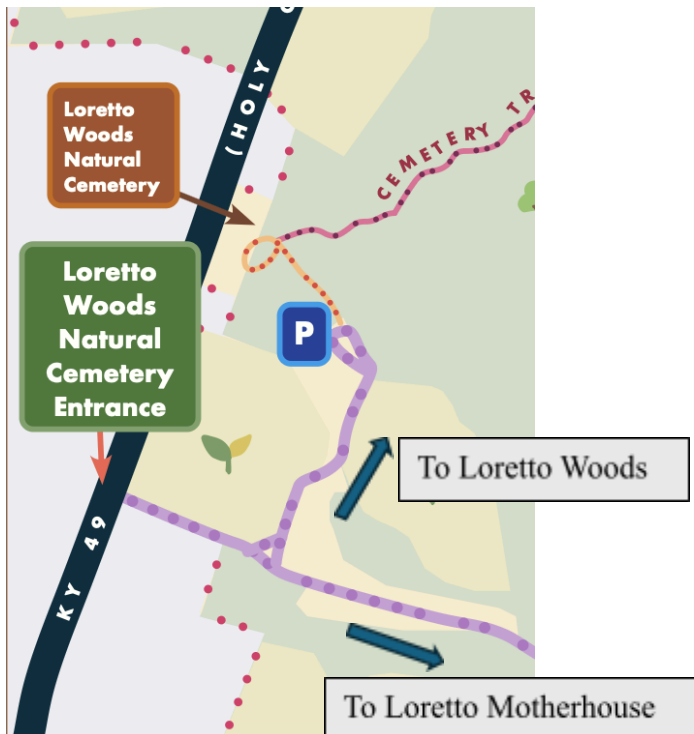 (HOLY
Loretto
Woods
Natural
Cemetery
CEMETERY TR
Loretto
Woods
Natural
Cemetery
Entrance
P
To Loretto Woods
KY 49
To Loretto Motherhouse